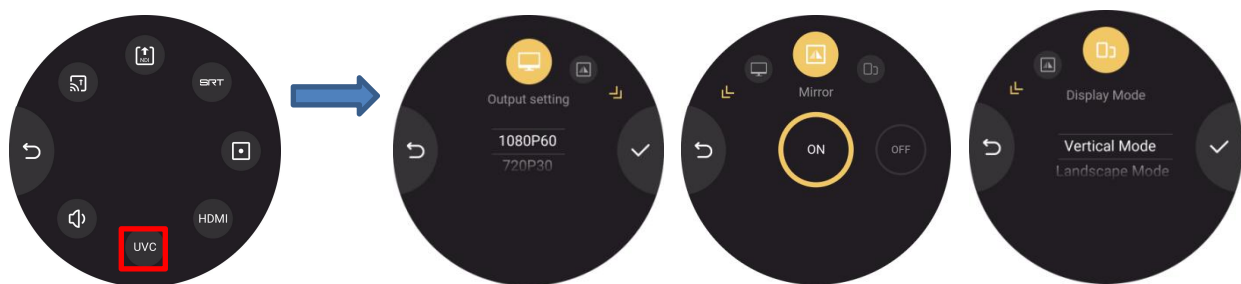 NDI
SRT
HDMI
UVC
Output setting
1080P60
720P30
Mirror
ON
OFF
Display Mode
Vertical Mode
Landscape Mode